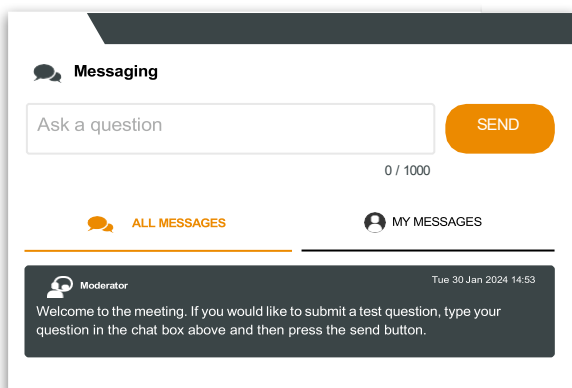 Messaging
Ask a question
SEND
0 / 1000
ALL MESSAGES
MY MESSAGES
Moderator
Tue 30 Jan 2024 14:53
Welcome to the meeting. If you would like to submit a test question, type your
question in the chat box above and then press the send button.